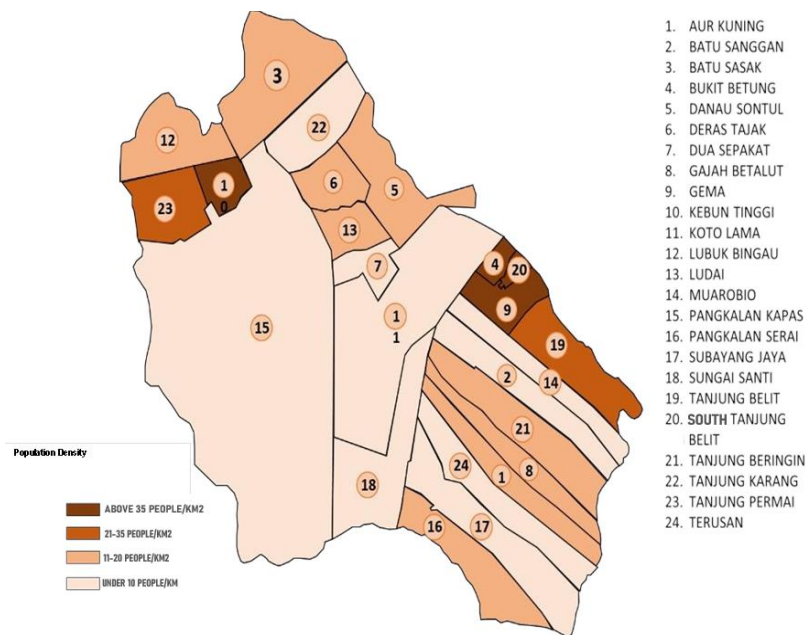 1. AUR KUNING
2. BATU SANGGAN
3. BATU SASAK
4. BUKIT BETUNG
5. DANAU SONTUL
6. DERAS TAJAK
7. DUA SEPAKAT
8. GAJAH BETALUT
9. GEMA
10. KEBUN TINGGI
11. KOTO LAMA
12. LUBUK BINGAU
13. LUDAI
14. MUAROBIO
15. PANGKALAN KAPAS
16. PANGKALAN SERAI
17. SUBAYANG JAYA
18. SUNGAI SANTI
19. TANJUNG BELIT
20. SOUTH TANJUNG
BELIT
21. TANJUNG BERINGIN
22. TANJUNG KARANG
23. TANJUNG PERMAI
24. TERUSAN
3
22
12
1
0
6
5
23
13
7
4
20
9
15
1
1
19
2
14
21
24
8
1
18
16
17
Population Density
ABOVE 35 PEOPLE/KM2
21-35 PEOPLE/KM2
11-20 PEOPLE/KM2
UNDER 10 PEOPLE/KM